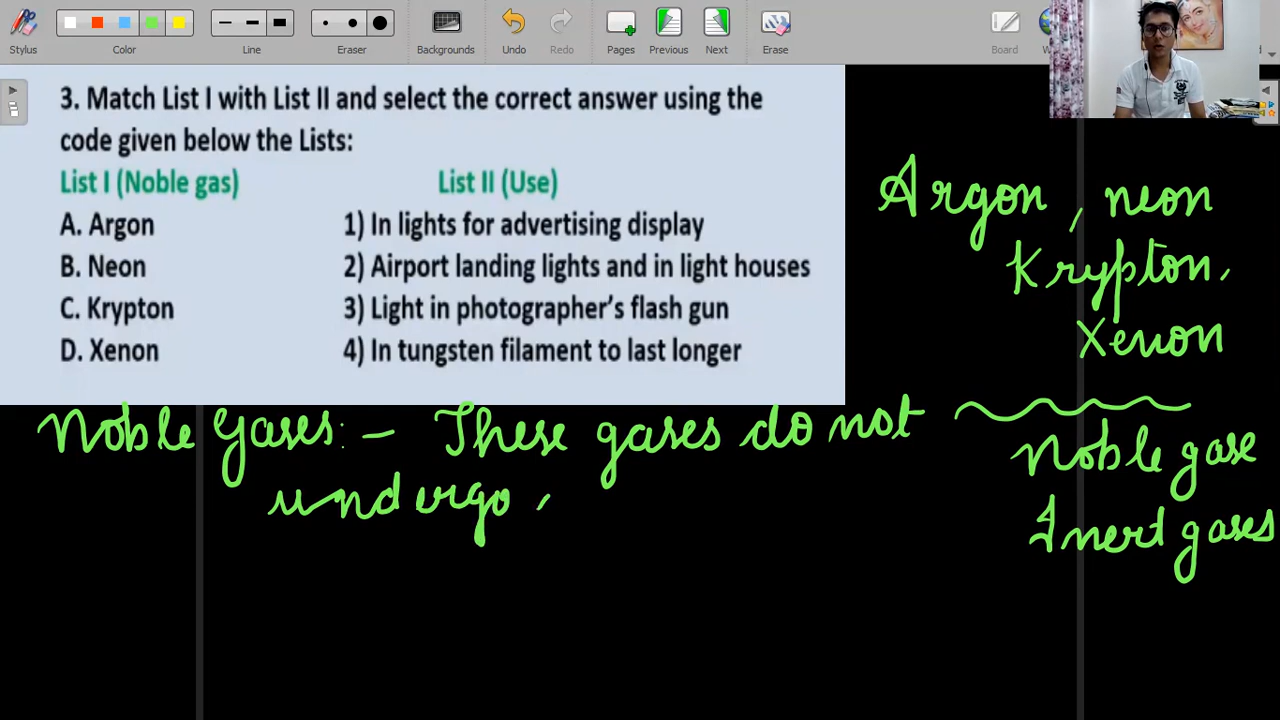 Stylus
Color
Line
Eraser
Backgrounds
Undo
Redo
Pages
Previous
Next
Erase
Board
3. Match List I with List II and select the correct answer using the
code given below the Lists:
List I (Noble gas) List II (Use)
A. Argon 1) In lights for advertising display
B. Neon 2) Airport landing lights and in light houses
C. Krypton 3) Light in photographer's flash gun
D. Xenon 4) In tungsten filament to last longer
Argon, neon
Krypton,
Xenon
Noble gase
Inert gases
Noble Gases:- These gases do not
undergo